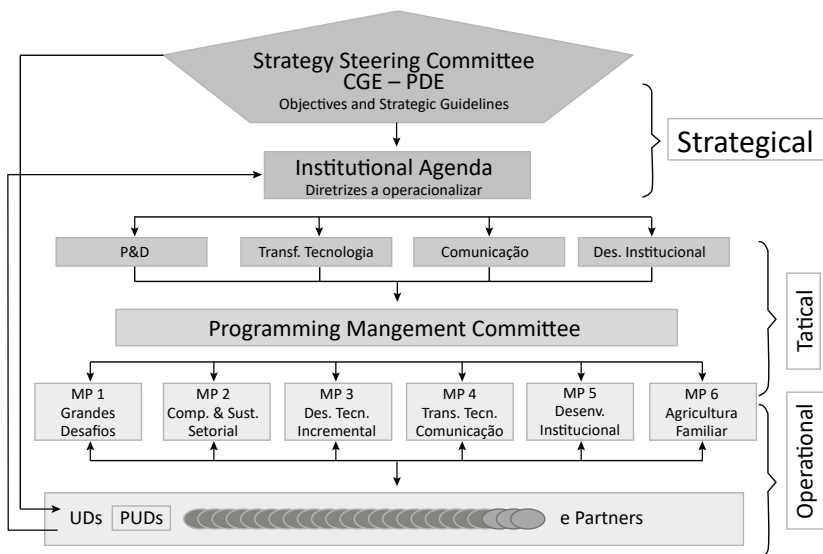 Strategy Steering Committee
CGE – PDE
Objectives and Strategic Guidelines
Strategical
Institutional Agenda
Diretrizes a operacionalizar
P&D
Transf. Tecnologia
Comunicação
Des. Institucional
Tatical
Programming Mangement Committee
MP 1
Grandes
Desafios
MP 2
Comp. & Sust.
Setorial
MP 3
Des. Tecn.
Incremental
MP 4
Trans. Tecn.
Comunicação
MP 5
Desenv.
Institucional
MP 6
Agricultura
Familiar
Operational
UDs
PUDs
e Partners